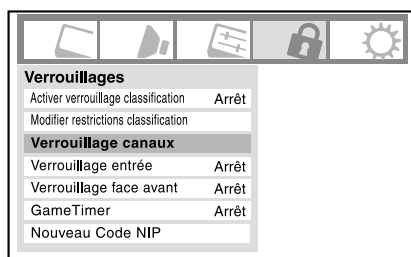 Verrouillages
Activer verrouillage classification Arrêt
Modifier restrictions classification
Verrouillage canaux
Verrouillage entrée Arrêt
Verrouillage face avant Arrêt
GameTimer Arrêt
Nouveau Code NIP